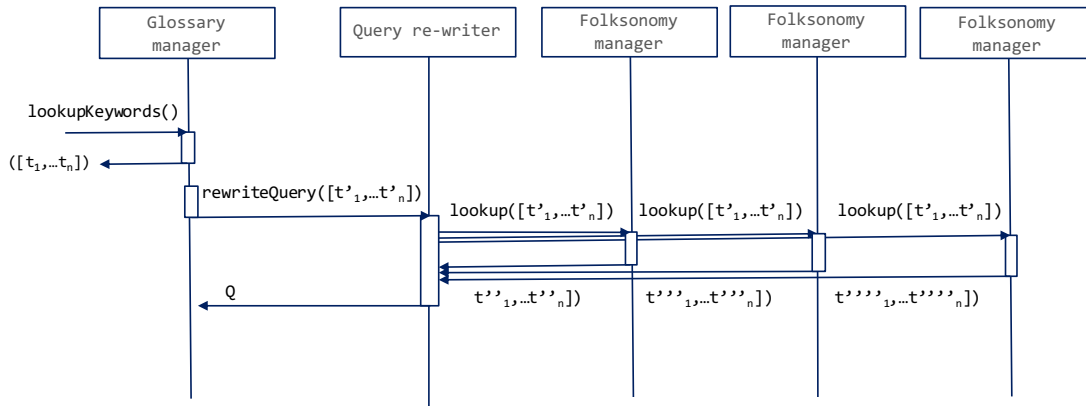 Glossary
manager
Query re-writer
Folksonomy
manager
Folksonomy
manager
Folksonomy
manager
lookupKeywords()
([t₁,…tₙ])
rewriteQuery([t’₁,…t’ₙ])
lookup([t’₁,…t’ₙ])
lookup([t’₁,…t’ₙ])
lookup([t’₁,…t’ₙ])
Q
t’’₁,…t’’ₙ])
t’’’₁,…t’’’ₙ])
t’’’’₁,…t’’’’ₙ])